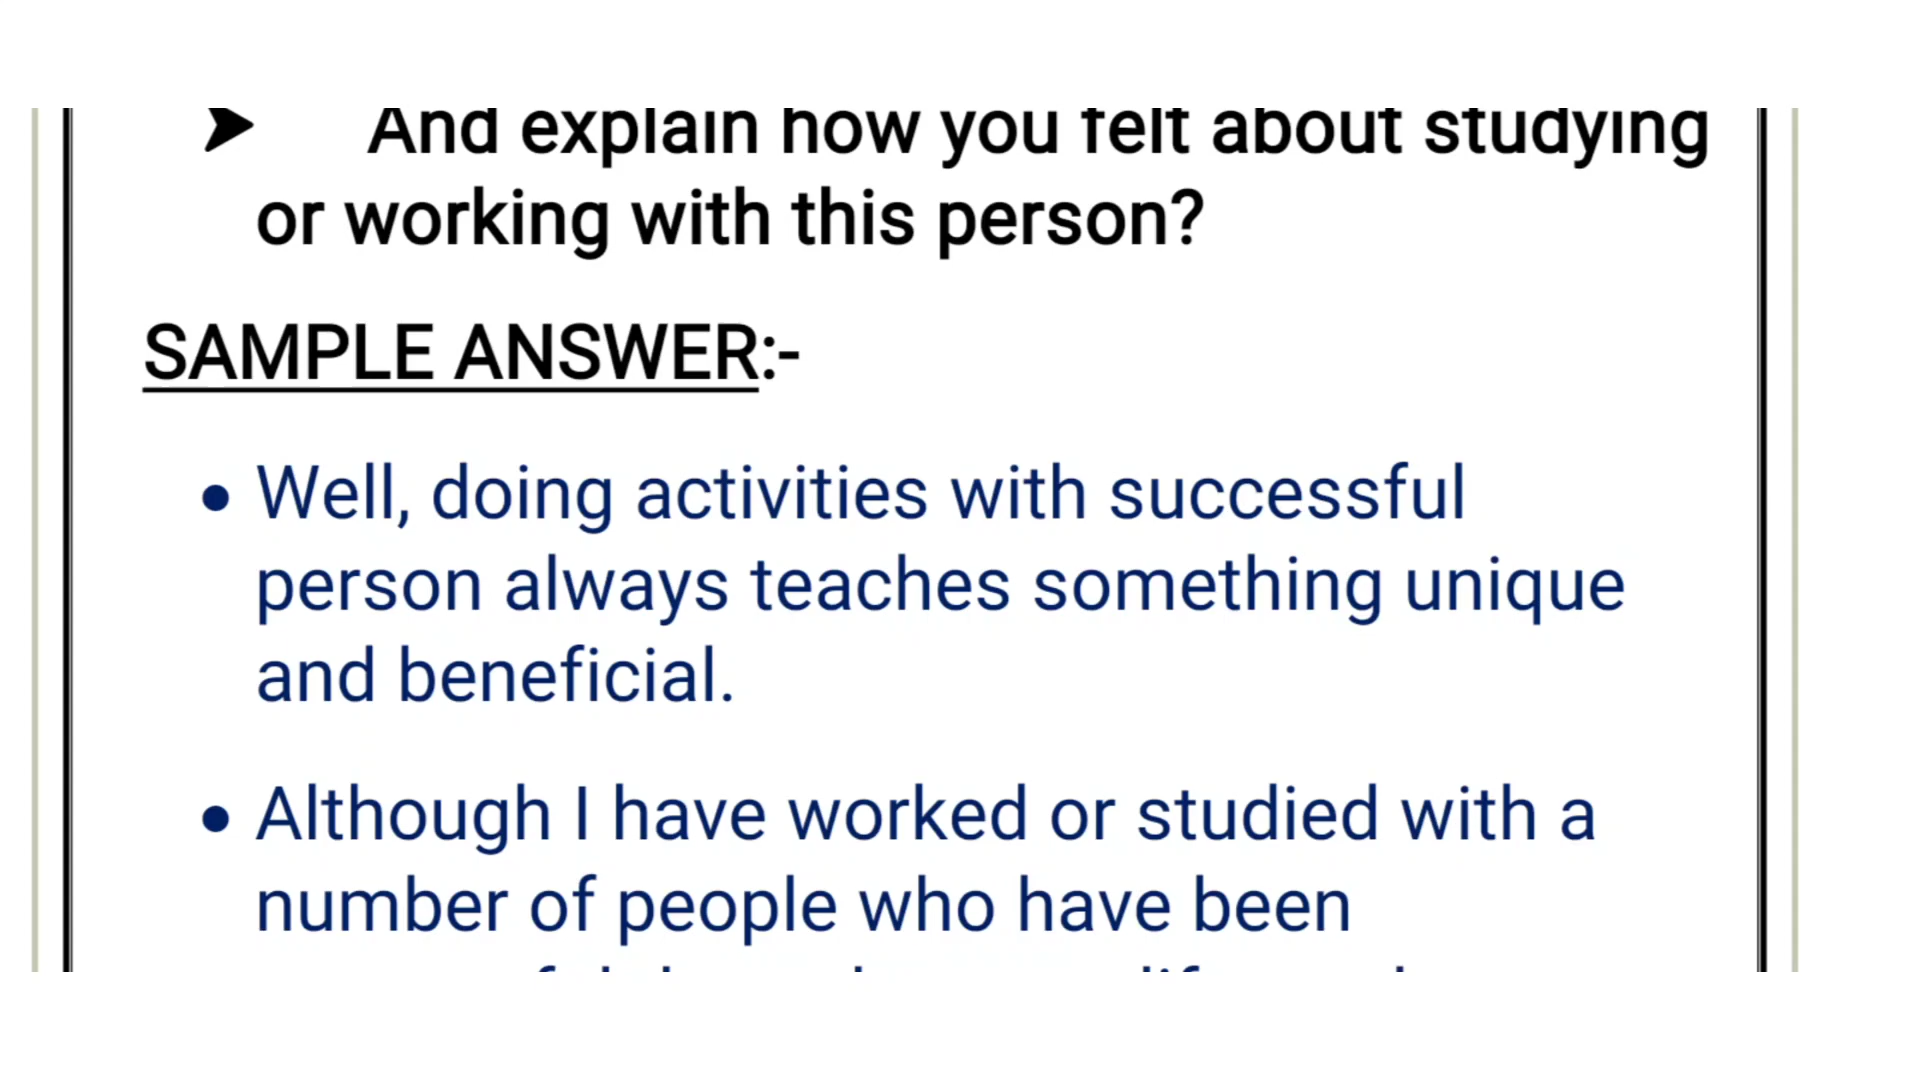 ➤ And explain how you felt about studying
or working with this person?
SAMPLE ANSWER:-
• Well, doing activities with successful
person always teaches something unique
and beneficial.
• Although I have worked or studied with a
number of people who have been